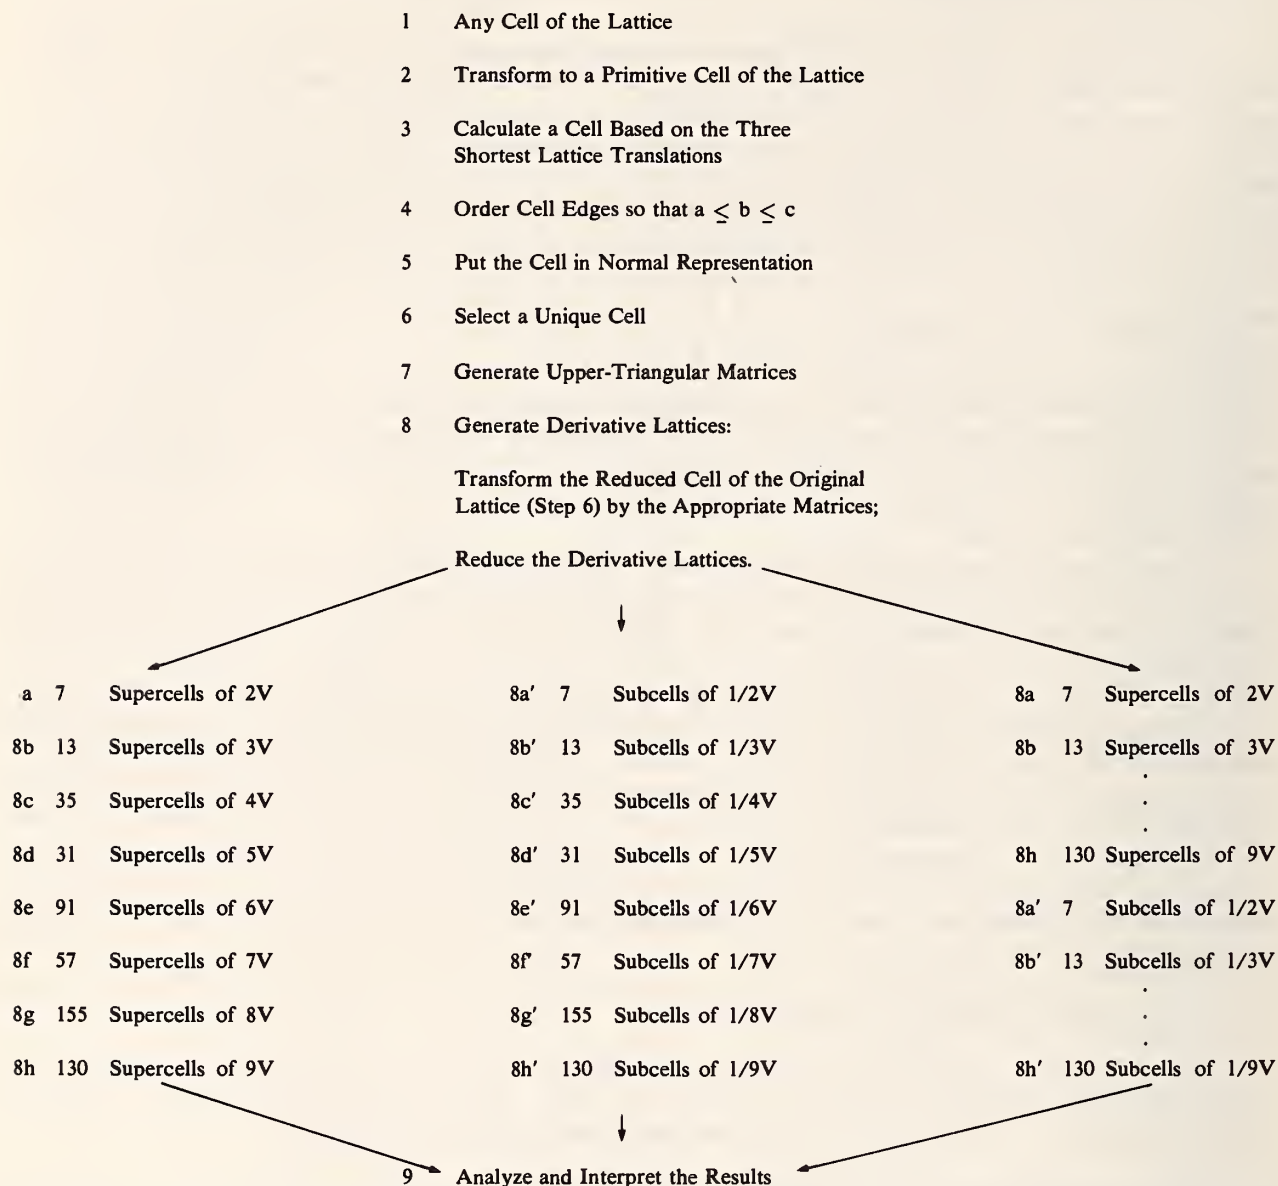 1 Any Cell of the Lattice
2 Transform to a Primitive Cell of the Lattice
3 Calculate a Cell Based on the Three
Shortest Lattice Translations
4 Order Cell Edges so that a ≤ b ≤ c
5 Put the Cell in Normal Representation
6 Select a Unique Cell
7 Generate Upper-Triangular Matrices
8 Generate Derivative Lattices:
Transform the Reduced Cell of the Original
Lattice (Step 6) by the Appropriate Matrices;
Reduce the Derivative Lattices.
a 7 Supercells of 2V
8b 13 Supercells of 3V
8c 35 Supercells of 4V
8d 31 Supercells of 5V
8e 91 Supercells of 6V
8f 57 Supercells of 7V
8g 155 Supercells of 8V
8h 130 Supercells of 9V
8a' 7 Subcells of 1/2V
8b' 13 Subcells of 1/3V
8c' 35 Subcells of 1/4V
8d' 31 Subcells of 1/5V
8e' 91 Subcells of 1/6V
8f' 57 Subcells of 1/7V
8g' 155 Subcells of 1/8V
8h' 130 Subcells of 1/9V
8a 7 Supercells of 2V
8b 13 Supercells of 3V
.
.
.
8h 130 Supercells of 9V
8a' 7 Subcells of 1/2V
8b' 13 Subcells of 1/3V
.
.
.
8h' 130 Subcells of 1/9V
9 Analyze and Interpret the Results